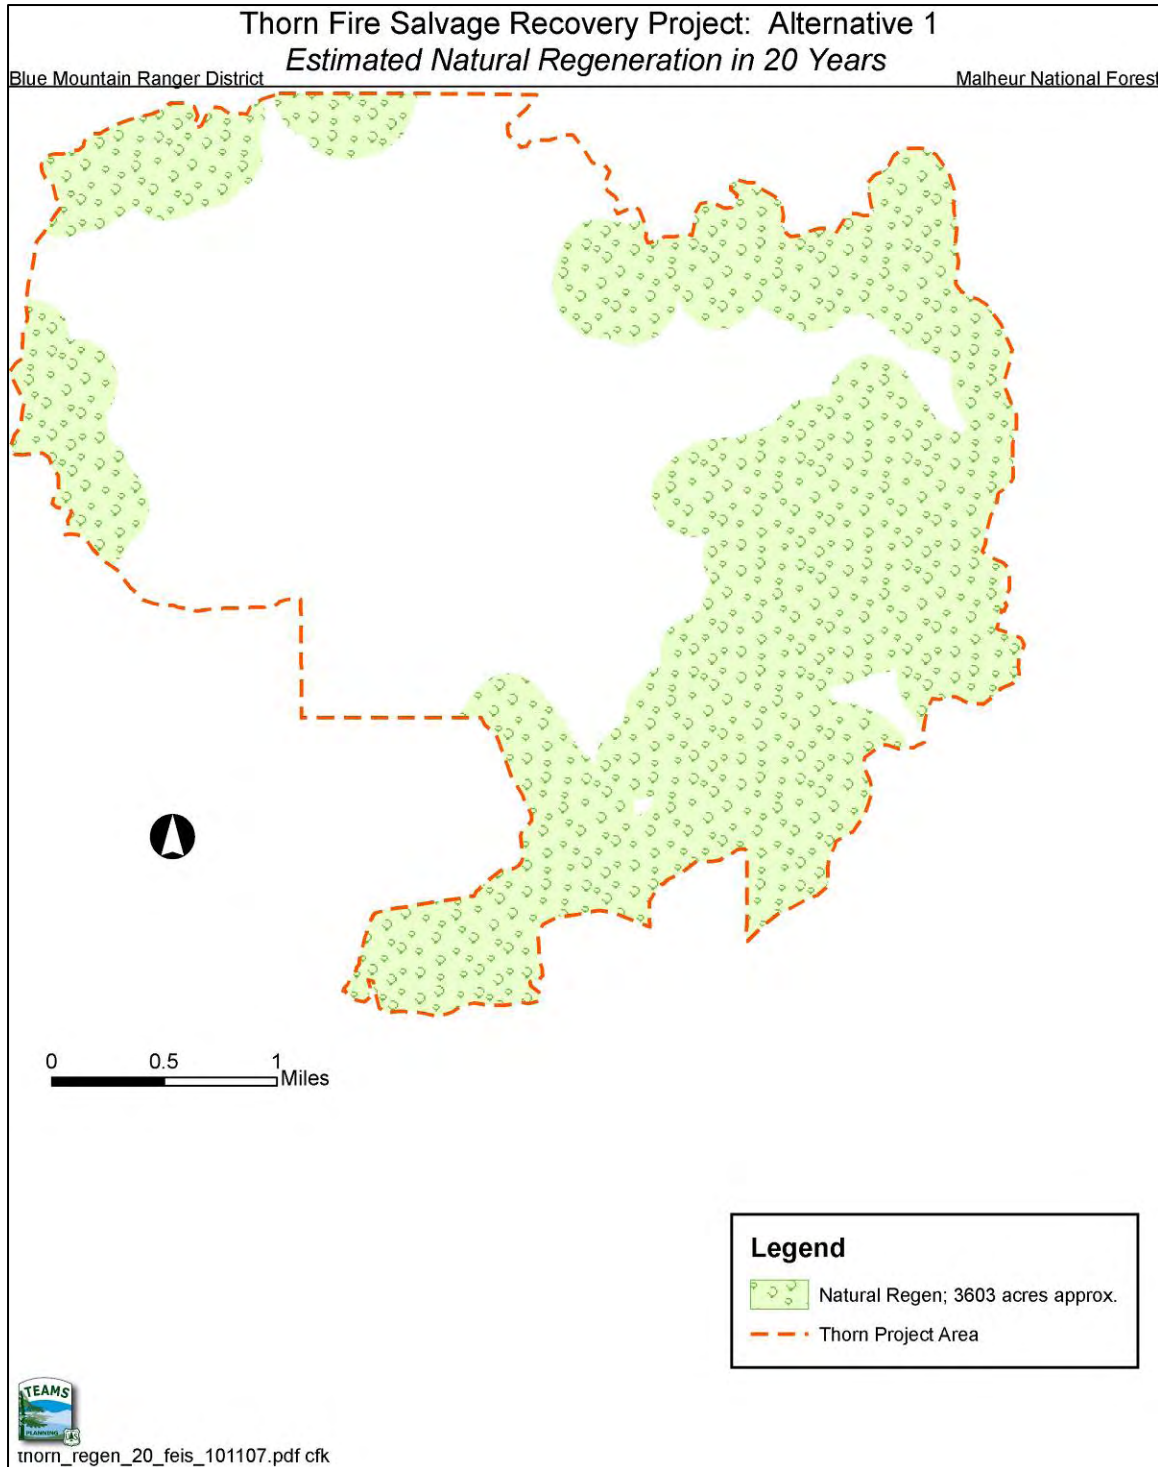 Thorn Fire Salvage Recovery Project: Alternative 1
Estimated Natural Regeneration in 20 Years
Blue Mountain Ranger District
Malheur National Forest
0 0.5 1
Miles
Legend
Natural Regen; 3603 acres approx.
Thorn Project Area
TEAMS
PLANNING
thorn_regen_20_feis_101107.pdf cfk